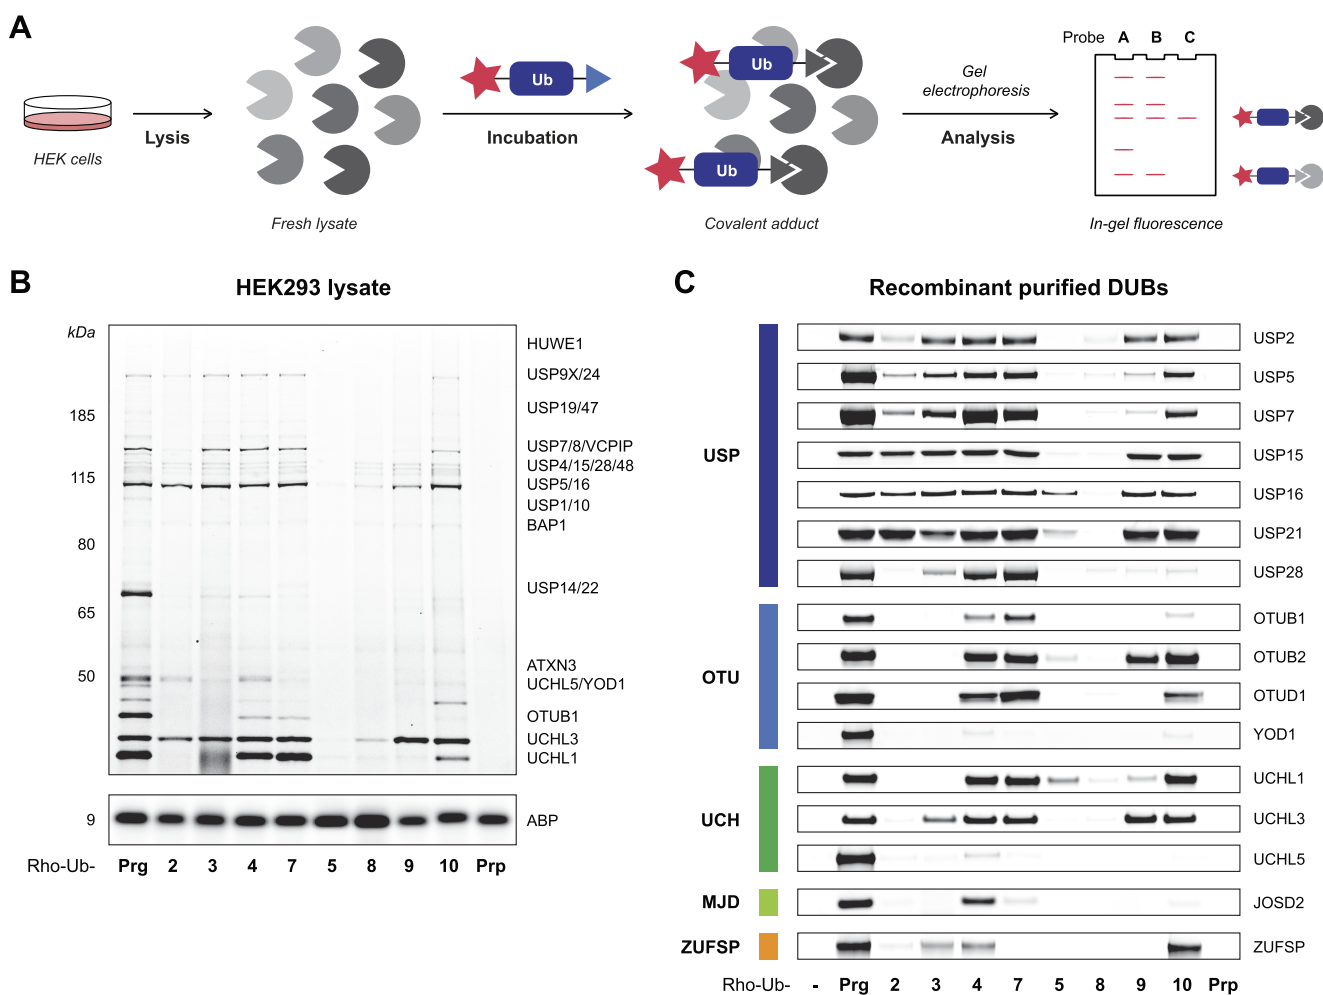 A
Probe A B C
Ub
Ub
Ub
Gel
electrophoresis
HEK cells
Lysis
Incubation
Analysis
Fresh lysate
Covalent adduct
In-gel fluorescence
B
HEK293 lysate
kDa
185
115
80
65
50
9
HUWE1
USP9X/24
USP19/47
USP7/8/VCPIP
USP4/15/28/48
USP5/16
USP1/10
BAP1
USP14/22
ATXN3
UCHL5/YOD1
OTUB1
UCHL3
UCHL1
ABP
Rho-Ub- Prg 2 3 4 7 5 8 9 10 Prp
C
Recombinant purified DUBs
USP
USP2
USP5
USP7
USP15
USP16
USP21
USP28
OTU
OTUB1
OTUB2
OTUD1
YOD1
UCH
UCHL1
UCHL3
UCHL5
MJD
JOSD2
ZUFSP
ZUFSP
Rho-Ub- - Prg 2 3 4 7 5 8 9 10 Prp